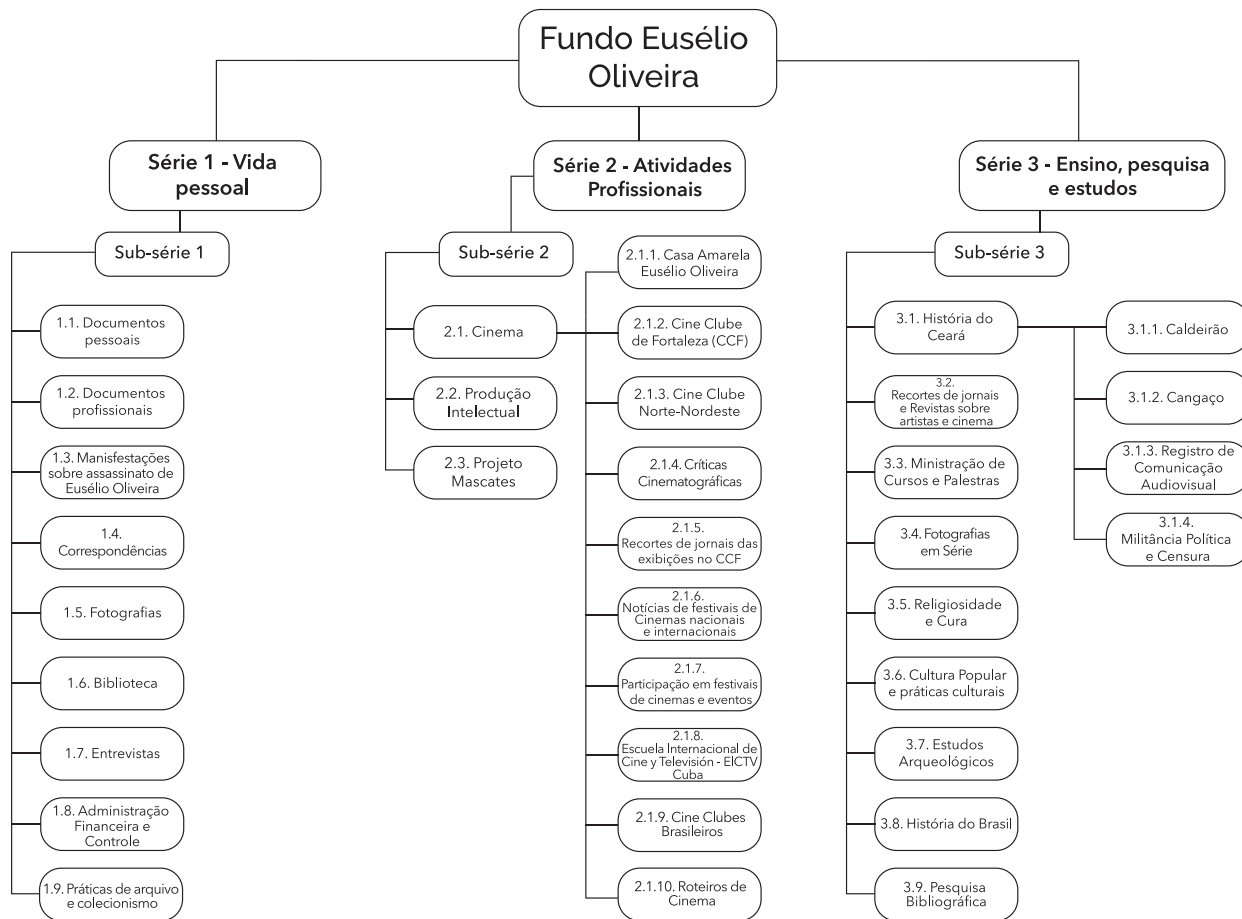 Fundo Eusélio
Oliveira
Série 1 - Vida
pessoal
Sub-série 1
1.1. Documentos
pessoais
1.2. Documentos
profissionais
1.3. Manisfestações
sobre assassinato de
Eusélio Oliveira
1.4.
Correspondências
1.5. Fotografias
1.6. Biblioteca
1.7. Entrevistas
1.8. Administração
Financeira e
Controle
1.9. Práticas de arquivo
e colecionismo
Série 2 - Atividades
Profissionais
Sub-série 2
2.1. Cinema
2.2. Produção
Intelectual
2.3. Projeto
Mascates
2.1.1. Casa Amarela
Eusélio Oliveira
2.1.2. Cine Clube
de Fortaleza (CCF)
2.1.3. Cine Clube
Norte-Nordeste
2.1.4. Críticas
Cinematográficas
2.1.5.
Recortes de jornais das
exibições no CCF
2.1.6.
Notícias de festivais de
Cinemas nacionais
e internacionais
2.1.7.
Participação em festivais
de cinemas e eventos
2.1.8.
Escuela Internacional de
Cine y Televisión - EICTV
Cuba
2.1.9. Cine Clubes
Brasileiros
2.1.10. Roteiros de
Cinema
Série 3 - Ensino, pesquisa
e estudos
Sub-série 3
3.1. História do
Ceará
3.2.
Recortes de jornais
e Revistas sobre
artistas e cinema
3.3. Ministração de
Cursos e Palestras
3.4. Fotografias
em Série
3.5. Religiosidade
e Cura
3.6. Cultura Popular
e práticas culturais
3.7. Estudos
Arqueológicos
3.8. História do Brasil
3.9. Pesquisa
Bibliográfica
3.1.1. Caldeirão
3.1.2. Cangaço
3.1.3. Registro de
Comunicação
Audiovisual
3.1.4.
Militância Política
e Censura